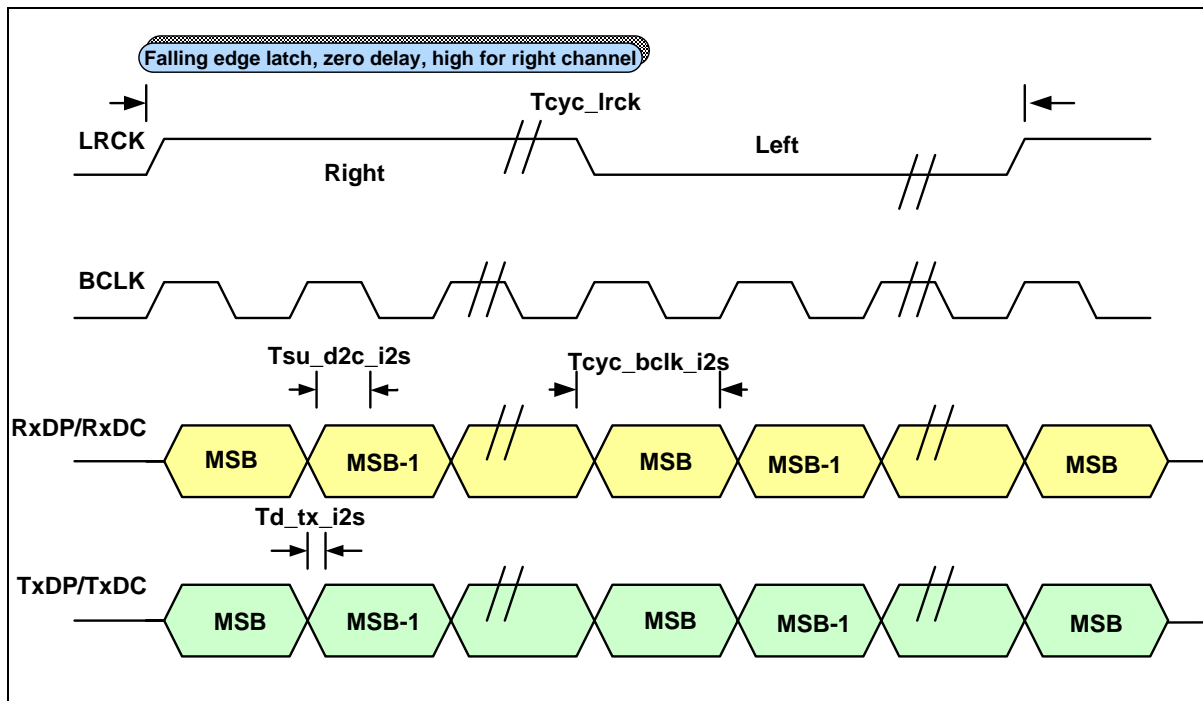 Falling edge latch, zero delay, high for right channel
Tcyc_lrck
LRCK
Right
Left
BCLK
Tsu_d2c_i2s
Tcyc_bclk_i2s
RxDP/RxDC
MSB MSB-1 MSB MSB-1 MSB
Td_tx_i2s
TxDP/TxDC
MSB MSB-1 MSB MSB-1 MSB